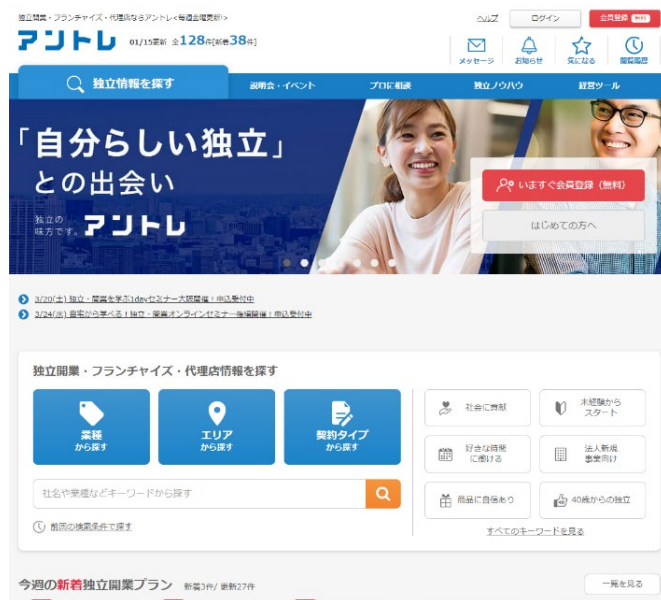 独立開業・フランチャイズ・代理店ならアントレ<毎週金曜更新!>
ヘルプ
ログイン
会員登録 無料
アントレ
01/15更新 全128件[新着38件]
メッセージ
お知らせ
気になる
閲覧履歴
独立情報を探す
説明会・イベント
プロに相談
独立ノウハウ
経営ツール
「自分らしい独立」
との出会い
独立の
味方です。
アントレ
いますぐ会員登録（無料）
はじめての方へ
3/20(土) 独立・開業を学ぶ1dayセミナー大阪開催！申込受付中
3/24(水) 自宅から学べる！独立・開業オンラインセミナー後場開催！申込受付中
独立開業・フランチャイズ・代理店情報を探す
業種
から探す
エリア
から探す
契約タイプ
から探す
社会に貢献
未経験から
スタート
好きな時間
に働ける
法人新規
事業向け
商品に自信あり
40歳からの独立
社名や業種などキーワードから探す
前回の検索条件で探す
すべてのキーワードを見る
今週の新着独立開業プラン 新着3件/ 更新27件
一覧を見る